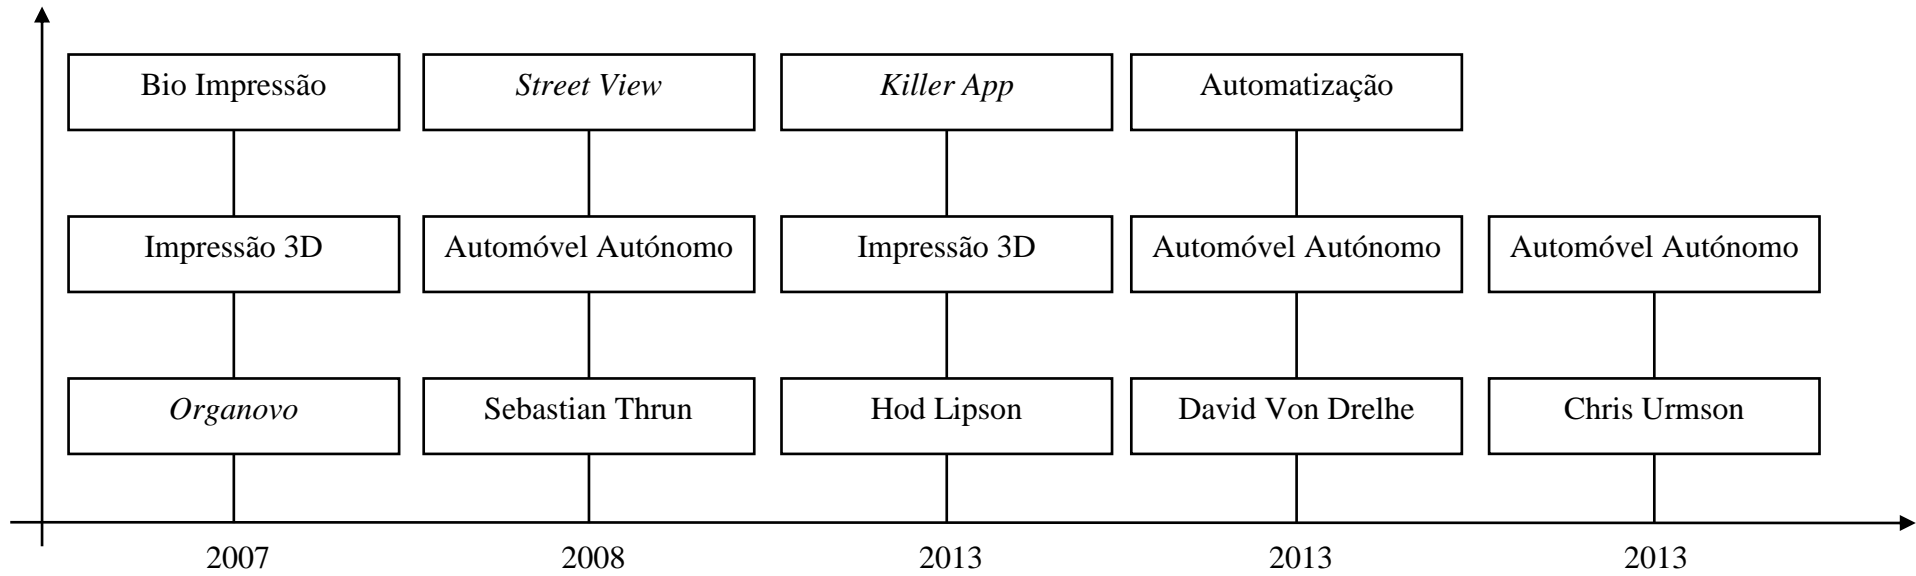 Bio Impressão
Street View
Killer App
Automatização
Impressão 3D
Automóvel Autónomo
Impressão 3D
Automóvel Autónomo
Automóvel Autónomo
Organovo
Sebastian Thrun
Hod Lipson
David Von Drelhe
Chris Urmson
2007
2008
2013
2013
2013